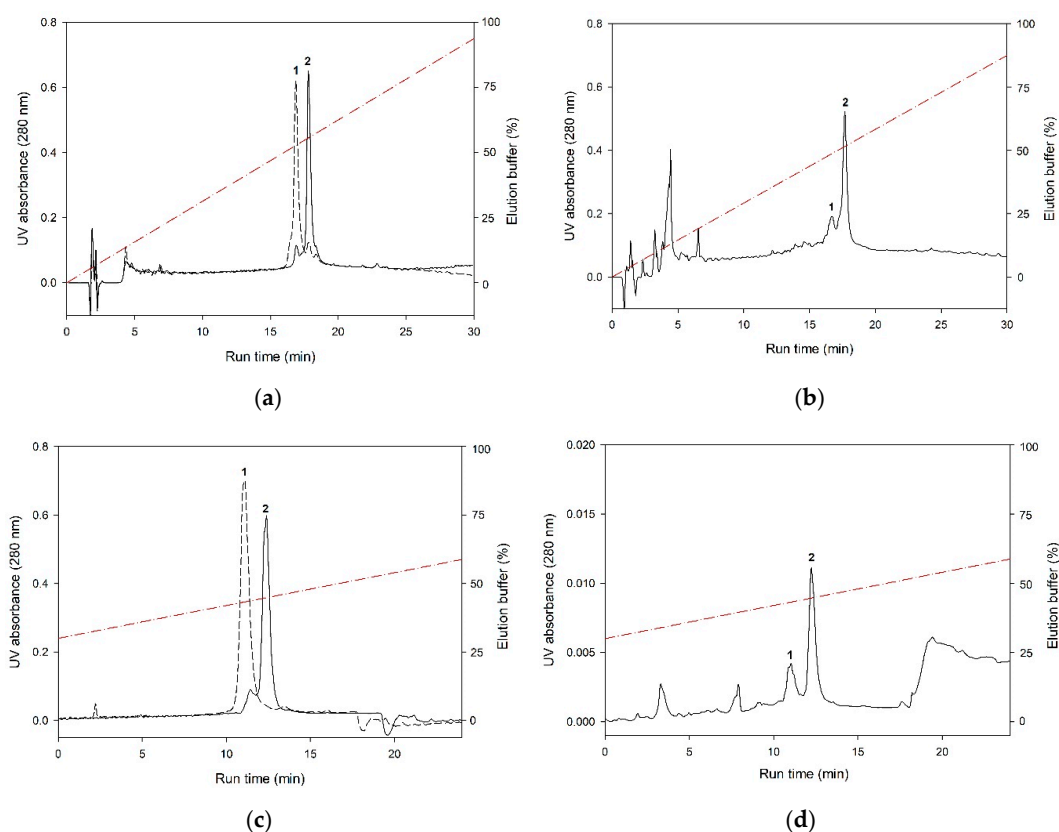 0.8
0.6
0.4
0.2
0.0
UV absorbance (280 nm)
1
2
100
75
50
25
0
Elution buffer (%)
0 5 10 15 20 25 30
Run time (min)
(a)
0.8
0.6
0.4
0.2
0.0
UV absorbance (280 nm)
1
2
100
75
50
25
0
Elution buffer (%)
0 5 10 15 20 25 30
Run time (min)
(b)
0.8
0.6
0.4
0.2
0.0
UV absorbance (280 nm)
1
2
100
75
50
25
0
Elution buffer (%)
0 5 10 15 20
Run time (min)
(c)
0.020
0.015
0.010
0.005
0.000
UV absorbance (280 nm)
1
2
100
75
50
25
0
Elution buffer (%)
0 5 10 15 20
Run time (min)
(d)